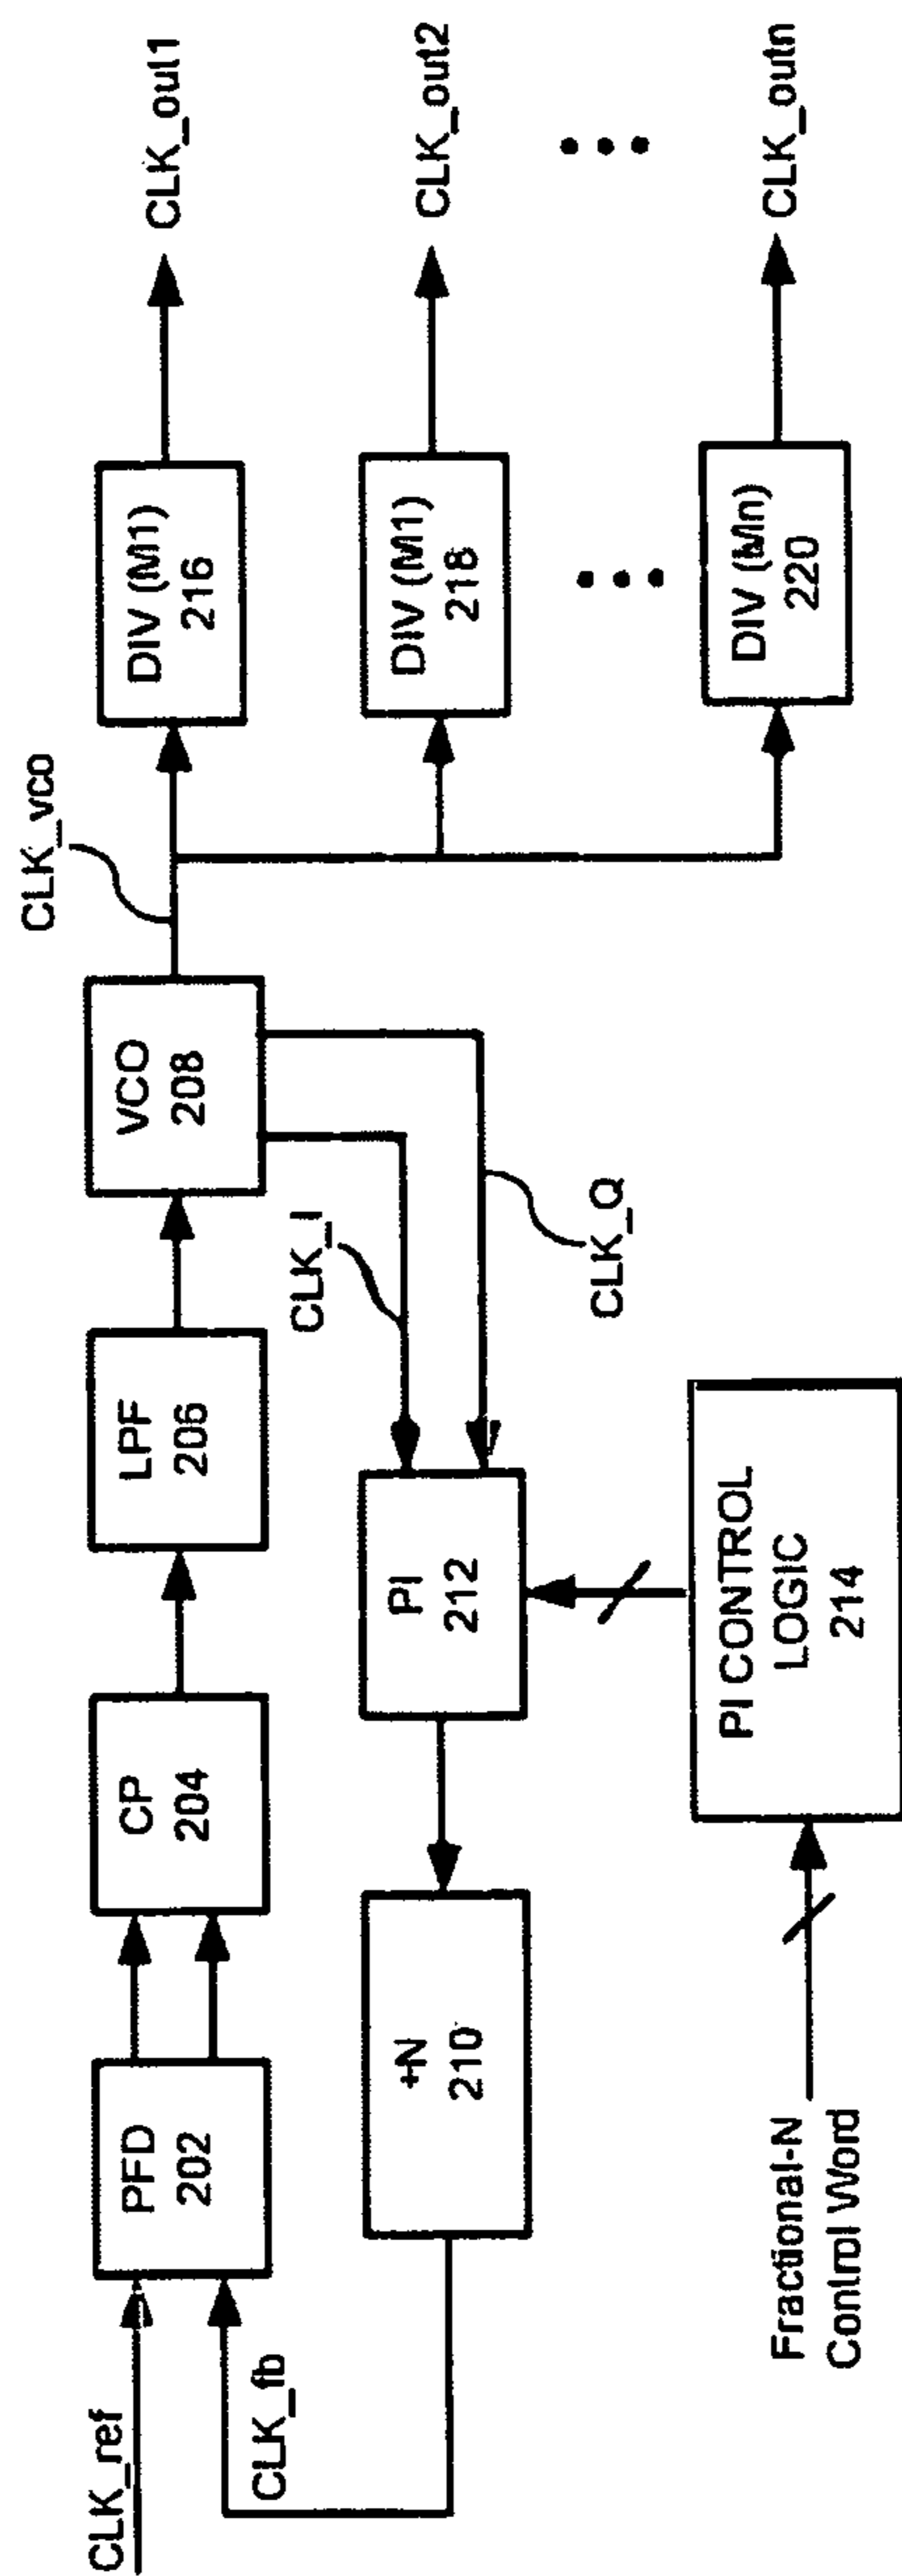 CLK_ref
PFD
202
CP
204
LPF
206
VCO
208
CLK_vco
DIV (M1)
216
CLK_out1
CLK_fb
+N
210
PI
212
CLK_I
CLK_Q
DIV (M1)
218
CLK_out2
DIV (Mn)
220
CLK_outn
Fractional-N
Control Word
PI CONTROL
LOGIC
214